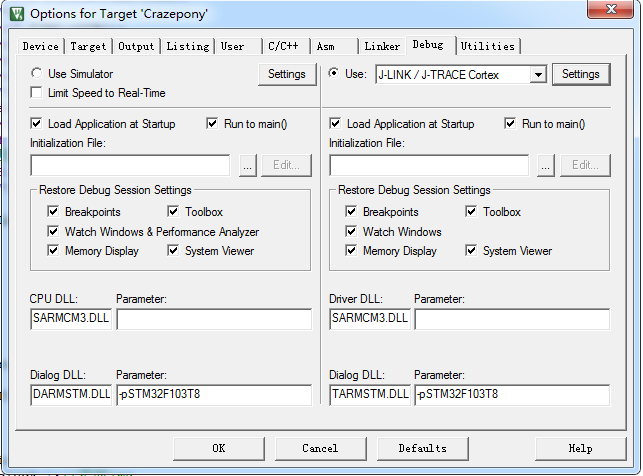 Options for Target 'Crazepony'
Device Target Output Listing User C/C++ Asm Linker Debug Utilities
Use Simulator Settings
Limit Speed to Real-Time
Use: J-LINK / J-TRACE Cortex Settings
Load Application at Startup Run to main()
Initialization File:
... Edit...
Restore Debug Session Settings
Breakpoints Toolbox
Watch Windows & Performance Analyzer
Memory Display System Viewer
Load Application at Startup Run to main()
Initialization File:
... Edit...
Restore Debug Session Settings
Breakpoints Toolbox
Watch Windows
Memory Display System Viewer
CPU DLL: Parameter:
SARMCM3.DLL
Dialog DLL: Parameter:
DARMSTM.DLL -pSTM32F103T8
Driver DLL: Parameter:
SARMCM3.DLL
Dialog DLL: Parameter:
TARMSTM.DLL -pSTM32F103T8
OK Cancel Defaults Help